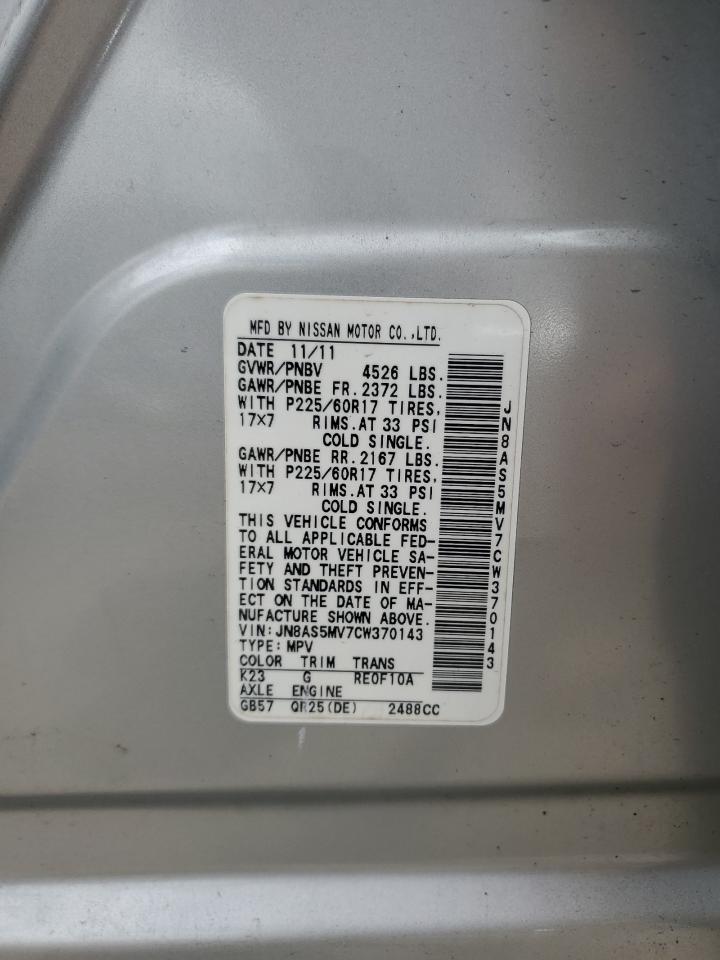 MFD BY NISSAN MOTOR CO.,LTD.
DATE 11/11
GVWR/PNBV 4526 LBS.
GAWR/PNBE FR.2372 LBS.
WITH P225/60R17 TIRES,
17×7 RIMS.AT 33 PSI
COLD SINGLE.
GAWR/PNBE RR.2167 LBS.
WITH P225/60R17 TIRES,
17×7 RIMS.AT 33 PSI
COLD SINGLE.
THIS VEHICLE CONFORMS
TO ALL APPLICABLE FED-
ERAL MOTOR VEHICLE SA-
FETY AND THEFT PREVEN-
TION STANDARDS IN EFF-
ECT ON THE DATE OF MA-
NUFACTURE SHOWN ABOVE.
VIN: JN8AS5MV7CW370143
TYPE: MPV
COLOR TRIM TRANS
K23 G RE0F10A
AXLE ENGINE
GB57 QR25(DE) 2488CC
JN8AS5MV7CW370143